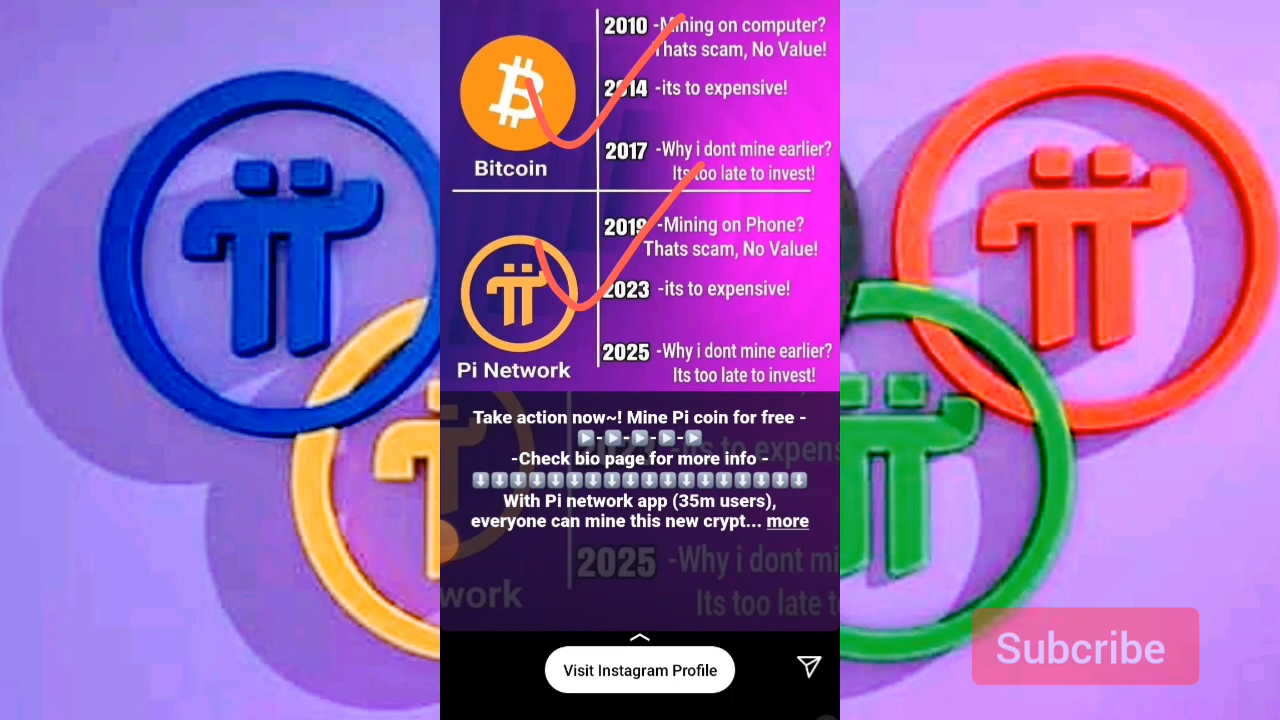 2010 -Mining on computer?
Thats scam, No Value!
2014 -its to expensive!
2017 -Why i dont mine earlier?
Its too late to invest!
Bitcoin
2019 -Mining on Phone?
Thats scam, No Value!
2023 -its to expensive!
2025 -Why i dont mine earlier?
Its too late to invest!
Pi Network
Take action now~! Mine Pi coin for free -
▶️-▶️-▶️-▶️-▶️
-Check bio page for more info -
⬇️⬇️⬇️⬇️⬇️⬇️⬇️⬇️⬇️⬇️⬇️⬇️⬇️⬇️⬇️⬇️⬇️⬇️
With Pi network app (35m users),
everyone can mine this new crypt... more
-its to expens
2025 -Why i dont mi
work
Its too late t
Visit Instagram Profile
Subcribe